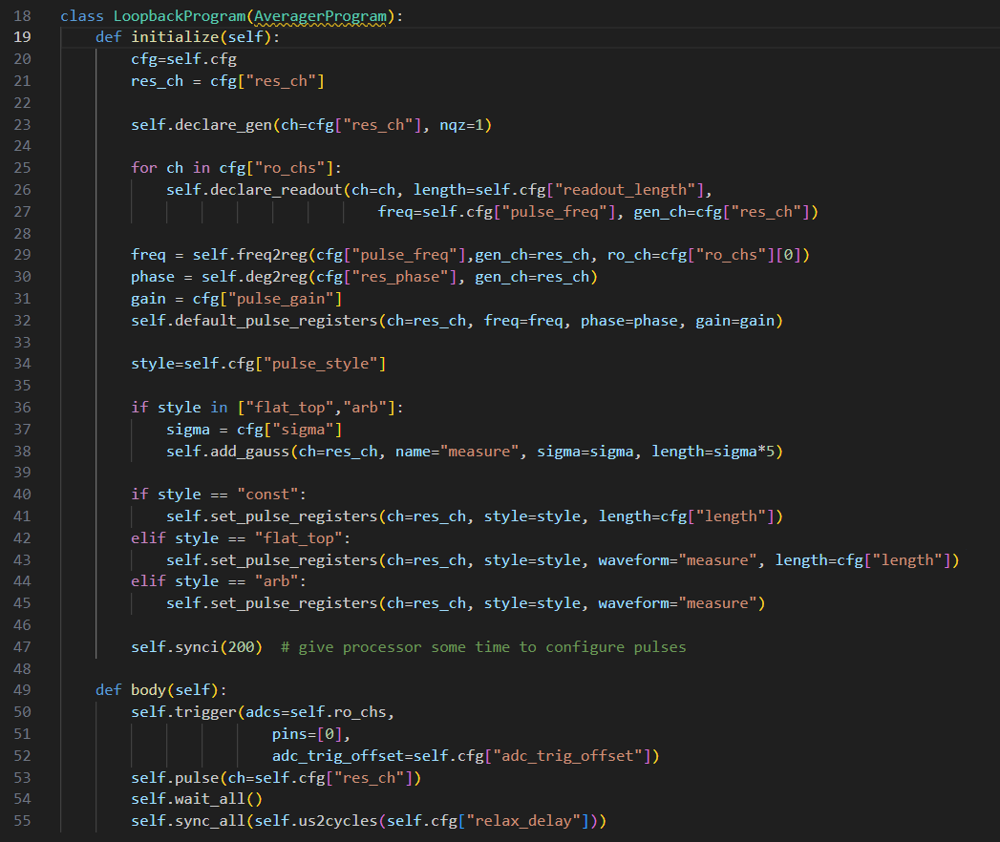 18 class LoopbackProgram(AveragerProgram):
19     def initialize(self):
20         cfg=self.cfg
21         res_ch = cfg["res_ch"]
22
23         self.declare_gen(ch=cfg["res_ch"], nqz=1)
24
25         for ch in cfg["ro_chs"]:
26             self.declare_readout(ch=ch, length=self.cfg["readout_length"],
27                                     freq=self.cfg["pulse_freq"], gen_ch=cfg["res_ch"])
28
29         freq = self.freq2reg(cfg["pulse_freq"],gen_ch=res_ch, ro_ch=cfg["ro_chs"][0])
30         phase = self.deg2reg(cfg["res_phase"], gen_ch=res_ch)
31         gain = cfg["pulse_gain"]
32         self.default_pulse_registers(ch=res_ch, freq=freq, phase=phase, gain=gain)
33
34         style=self.cfg["pulse_style"]
35
36         if style in ["flat_top","arb"]:
37             sigma = cfg["sigma"]
38             self.add_gauss(ch=res_ch, name="measure", sigma=sigma, length=sigma*5)
39
40         if style == "const":
41             self.set_pulse_registers(ch=res_ch, style=style, length=cfg["length"])
42         elif style == "flat_top":
43             self.set_pulse_registers(ch=res_ch, style=style, waveform="measure", length=cfg["length"])
44         elif style == "arb":
45             self.set_pulse_registers(ch=res_ch, style=style, waveform="measure")
46
47         self.synci(200)  # give processor some time to configure pulses
48
49     def body(self):
50         self.trigger(adcs=self.ro_chs,
51                         pins=[0],
52                         adc_trig_offset=self.cfg["adc_trig_offset"])
53         self.pulse(ch=self.cfg["res_ch"])
54         self.wait_all()
55         self.sync_all(self.us2cycles(self.cfg["relax_delay"]))